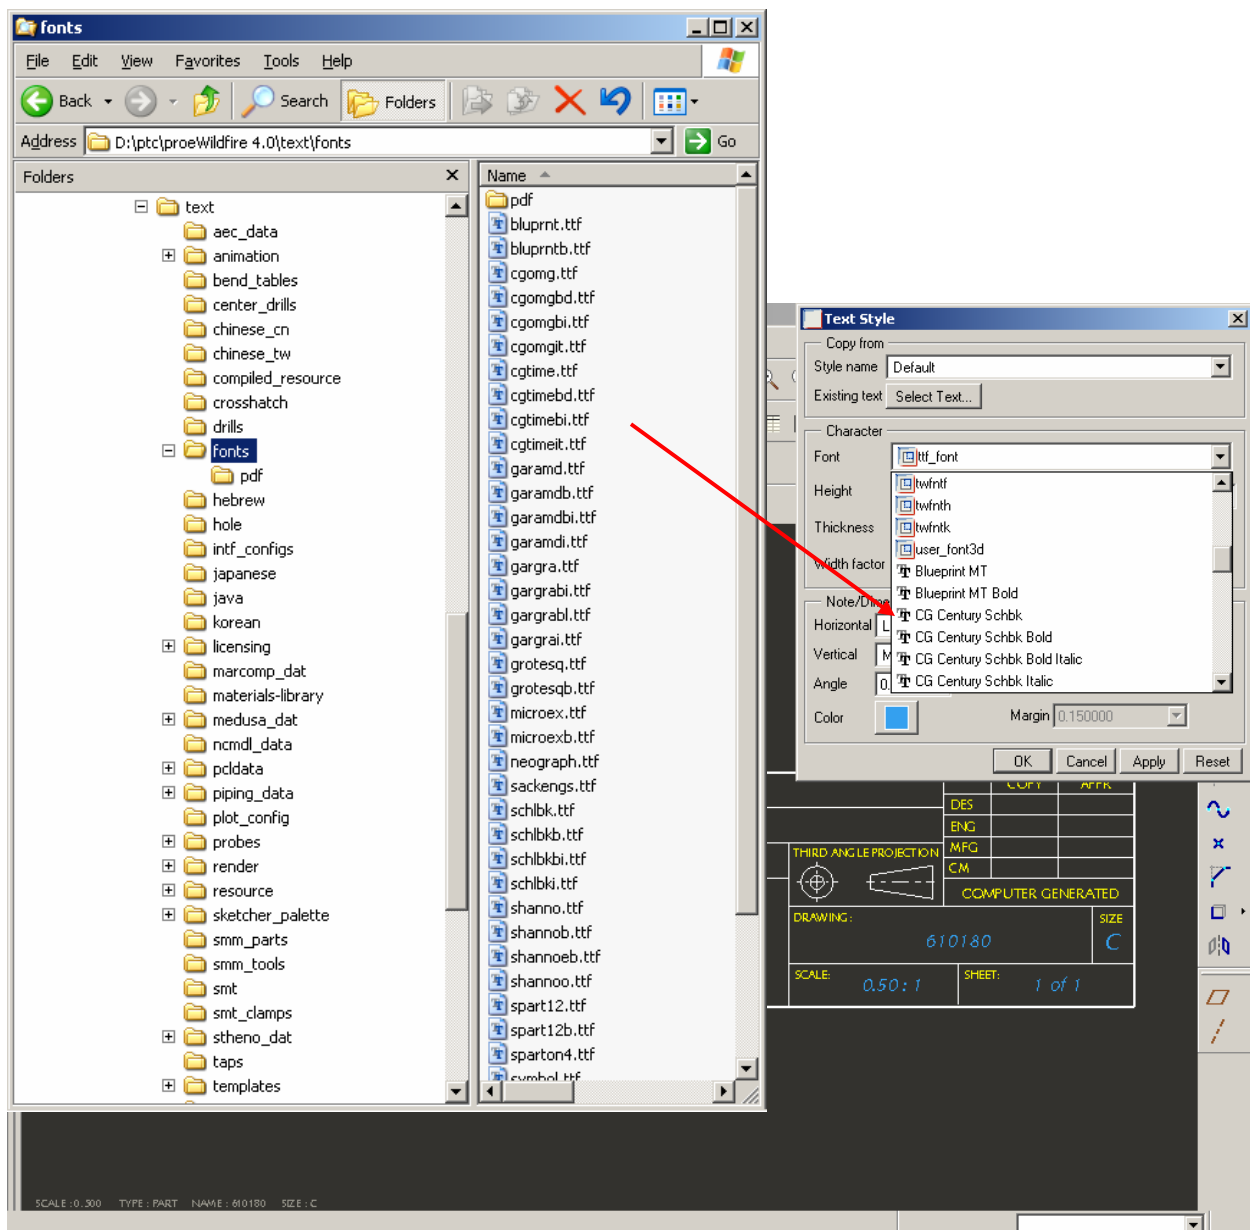 fonts
File Edit View Favorites Tools Help
Back Search Folders
Address D:\ptc\proeWildfire 4.0\text\fonts Go
Folders
text
aec_data
animation
bend_tables
center_drills
chinese_cn
chinese_tw
compiled_resource
crosshatch
drills
fonts
pdf
hebrew
hole
intf_configs
japanese
java
korean
licensing
marcomp_dat
materials-library
medusa_dat
ncmdl_data
pcldata
piping_data
plot_config
probes
render
resource
sketcher_palette
smm_parts
smm_tools
smt
smt_clamps
stheno_dat
taps
templates
Name
pdf
bluprnt.ttf
bluprntb.ttf
cgomg.ttf
cgomgbd.ttf
cgomgbi.ttf
cgomgit.ttf
cgtime.ttf
cgtimebd.ttf
cgtimebi.ttf
cgtimeit.ttf
garamd.ttf
garamdb.ttf
garamdbi.ttf
garamdi.ttf
gargra.ttf
gargrabi.ttf
gargrabl.ttf
gargrai.ttf
grotesq.ttf
grotesqb.ttf
microex.ttf
microexb.ttf
neograph.ttf
sackengs.ttf
schlbk.ttf
schlbkb.ttf
schlbkbi.ttf
schlbki.ttf
shanno.ttf
shannob.ttf
shannoeb.ttf
shannoo.ttf
spart12.ttf
spart12b.ttf
sparton4.ttf
symbol.ttf
Text Style
Copy from
Style name Default
Existing text Select Text...
Character
Font ttf_font
Height
Thickness
Width factor
twfntf
twfnth
twfntk
user_font3d
Blueprint MT
Blueprint MT Bold
CG Century Schbk
CG Century Schbk Bold
CG Century Schbk Bold Italic
CG Century Schbk Italic
Note/Dime
Horizontal L
Vertical M
Angle 0.
Color Margin 0.150000
OK Cancel Apply Reset
COPY APPR
DES
ENG
MFG
CM
THIRD ANGLE PROJECTION
COMPUTER GENERATED
DRAWING: SIZE
610180 C
SCALE: 0.50 : 1 SHEET: 1 of 1
SCALE : 0.500 TYPE : PART NAME : 610180 SIZE : C